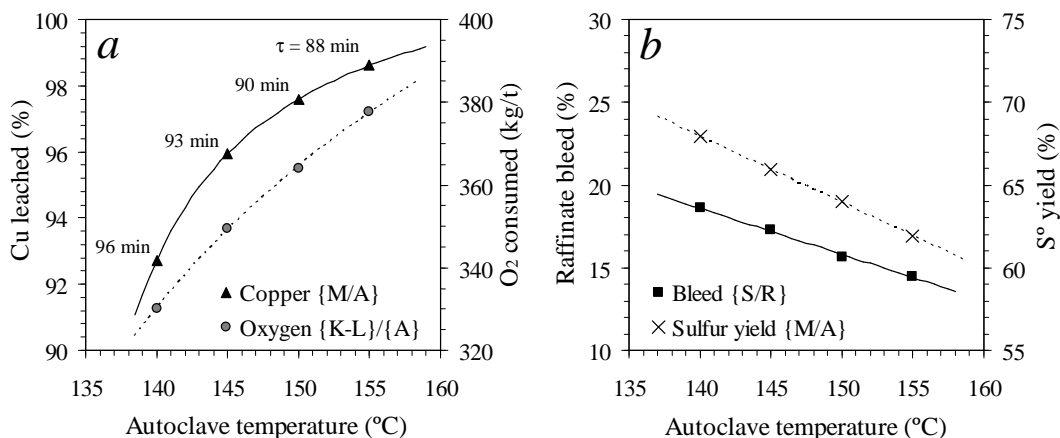 a
τ = 88 min
90 min
93 min
96 min
Copper {M/A}
Oxygen {K-L}/{A}
100
98
96
94
92
90
Cu leached (%)
400
380
360
340
320
O2 consumed (kg/t)
135 140 145 150 155 160
Autoclave temperature (ºC)
b
Bleed {S/R}
Sulfur yield {M/A}
30
25
20
15
10
Raffinate bleed (%)
75
70
65
60
55
Sº yield (%)
135 140 145 150 155 160
Autoclave temperature (ºC)